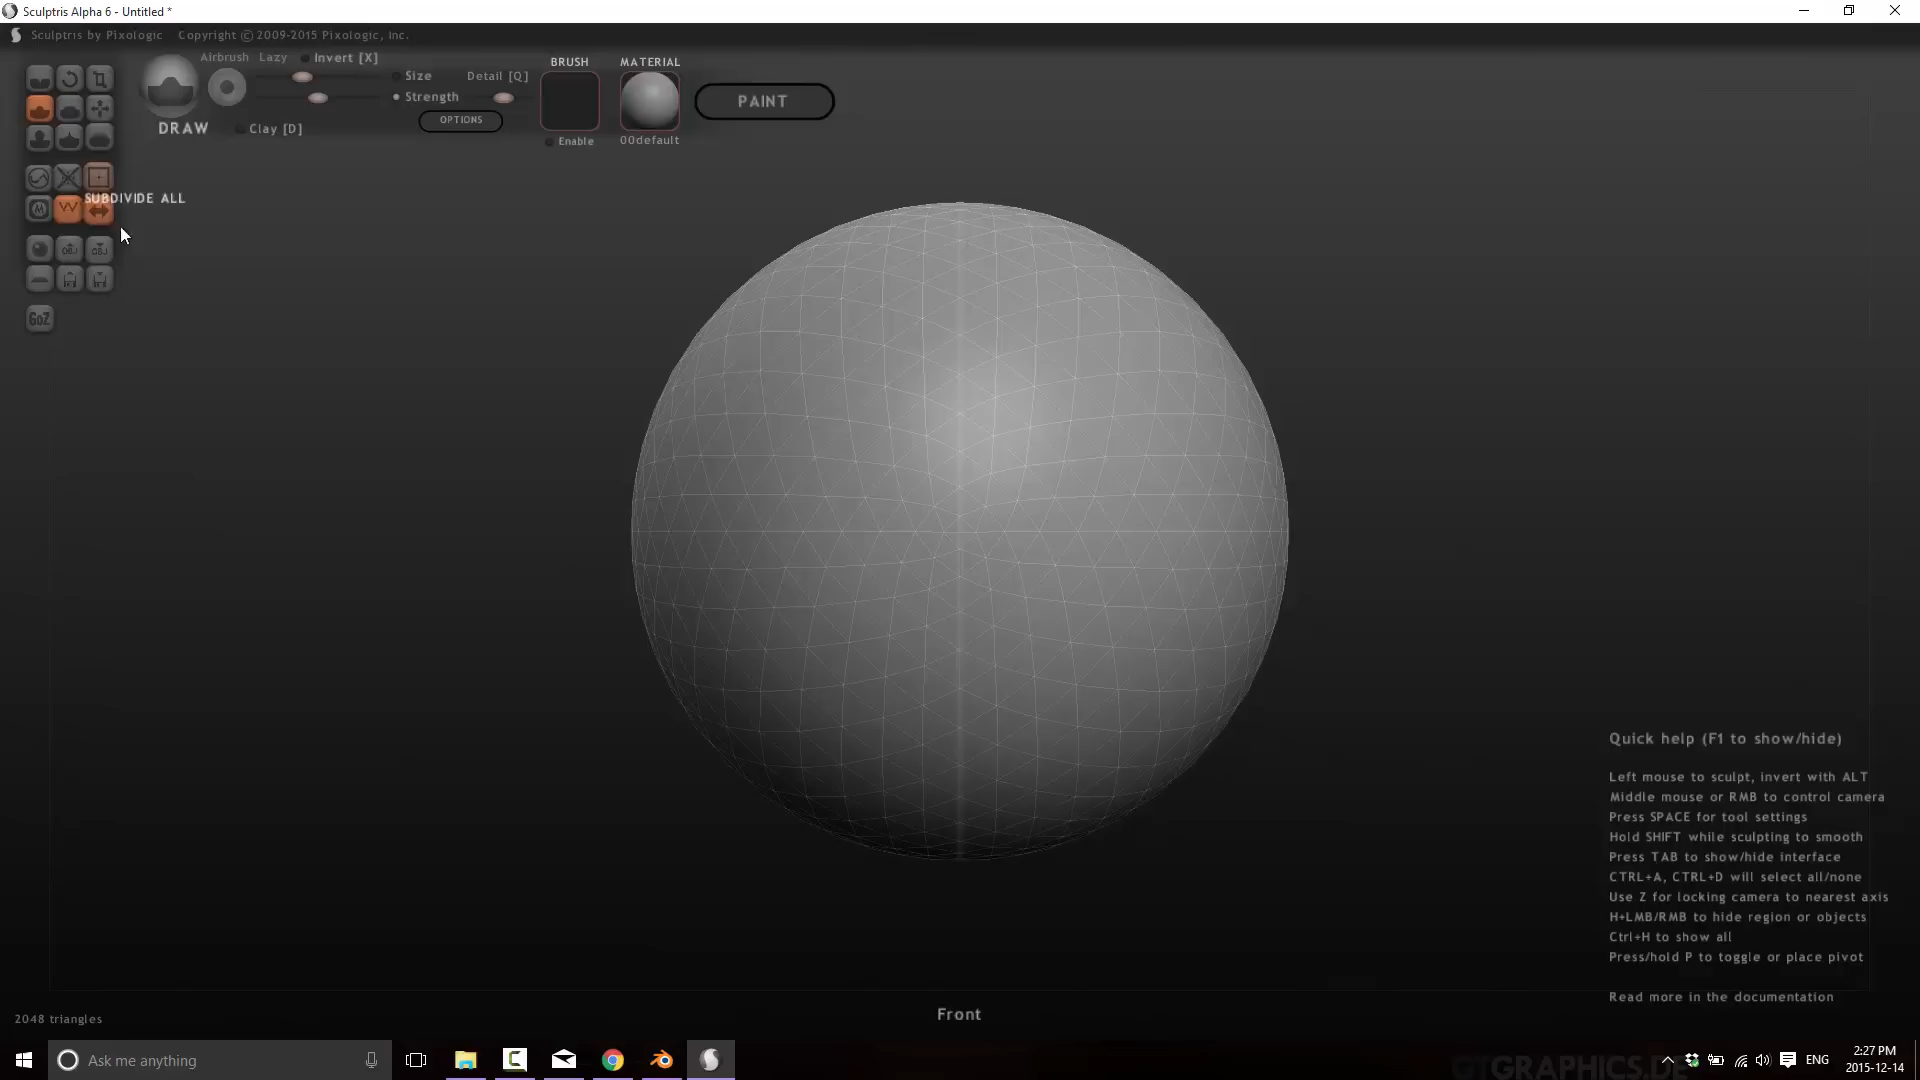 Sculptris Alpha 6 - Untitled *
Sculptris by Pixologic Copyright ©2009-2015 Pixologic, Inc.
Airbrush Lazy Invert [X]
Size Detail [Q]
Strength
OPTIONS
DRAW
Clay [D]
BRUSH
Enable
MATERIAL
00default
PAINT
SUBDIVIDE ALL
M
OBJ OBJ
GoZ
Quick help (F1 to show/hide)
Left mouse to sculpt, invert with ALT
Middle mouse or RMB to control camera
Press SPACE for tool settings
Hold SHIFT while sculpting to smooth
Press TAB to show/hide interface
CTRL+A, CTRL+D will select all/none
Use Z for locking camera to nearest axis
H+LMB/RMB to hide region or objects
Ctrl+H to show all
Press/hold P to toggle or place pivot
Read more in the documentation
2048 triangles
Front
Ask me anything
GTGRAPHICS.DE
ENG
2:27 PM
2015-12-14